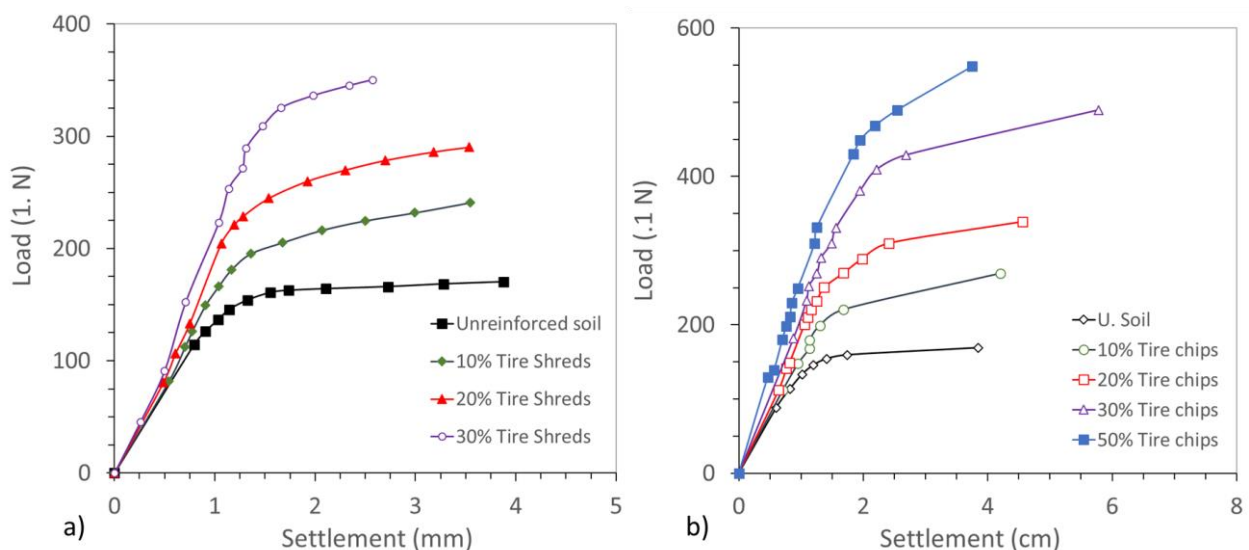 400
300
200
100
0
Load (1. N)
Unreinforced soil
10% Tire Shreds
20% Tire Shreds
30% Tire Shreds
0 1 2 3 4 5
a) Settlement (mm)
600
400
200
0
Load (.1 N)
U. Soil
10% Tire chips
20% Tire chips
30% Tire chips
50% Tire chips
0 2 4 6 8
b) Settlement (cm)